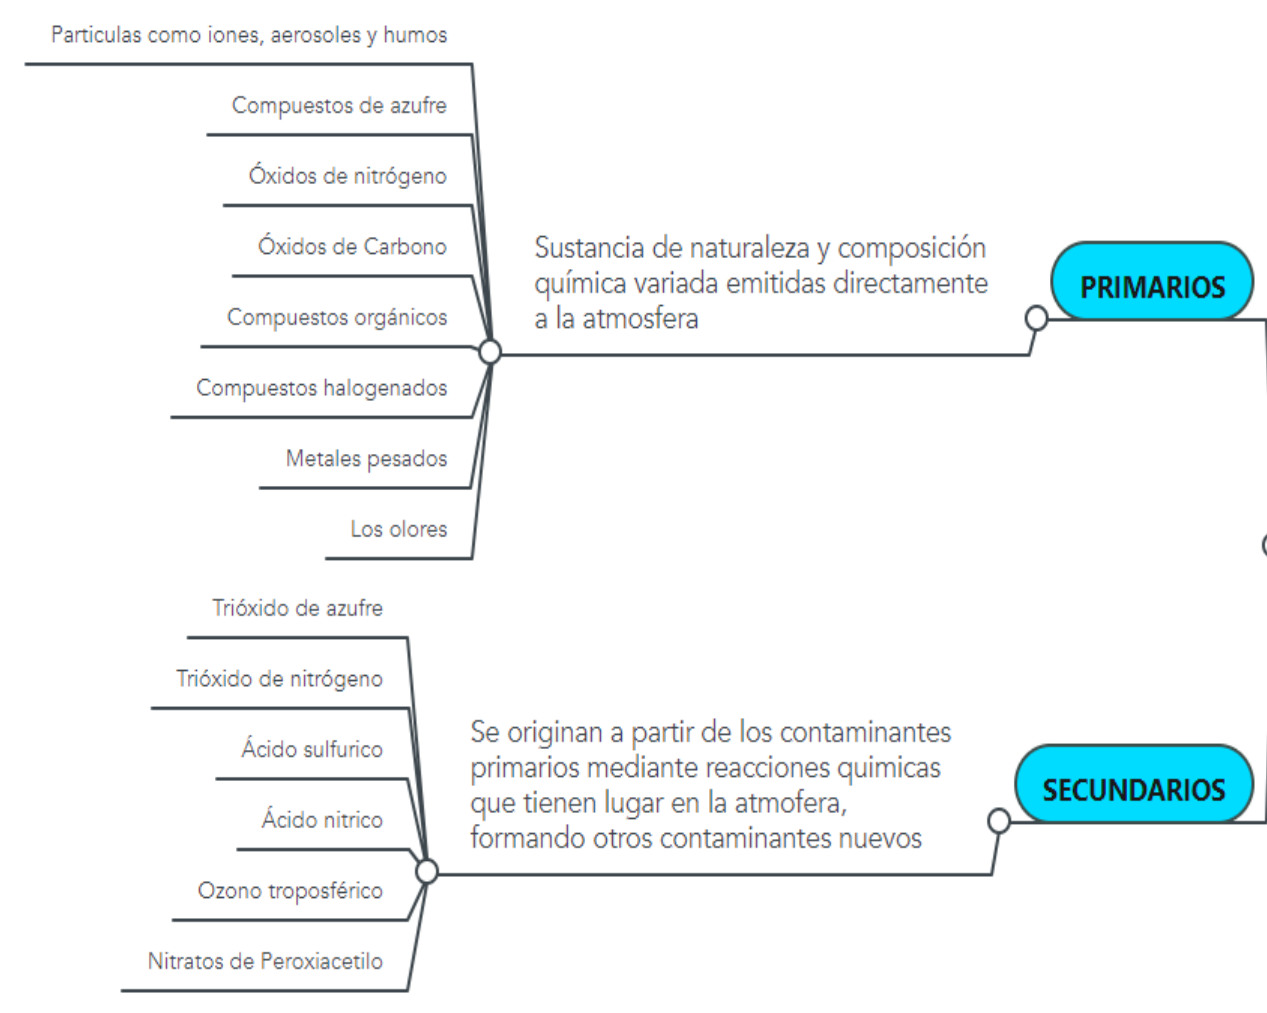 Particulas como iones, aerosoles y humos
Compuestos de azufre
Óxidos de nitrógeno
Óxidos de Carbono
Compuestos orgánicos
Compuestos halogenados
Metales pesados
Los olores
Sustancia de naturaleza y composición
química variada emitidas directamente
a la atmosfera
PRIMARIOS
Trióxido de azufre
Trióxido de nitrógeno
Ácido sulfurico
Ácido nitrico
Ozono troposférico
Nitratos de Peroxiacetilo
Se originan a partir de los contaminantes
primarios mediante reacciones quimicas
que tienen lugar en la atmofera,
formando otros contaminantes nuevos
SECUNDARIOS